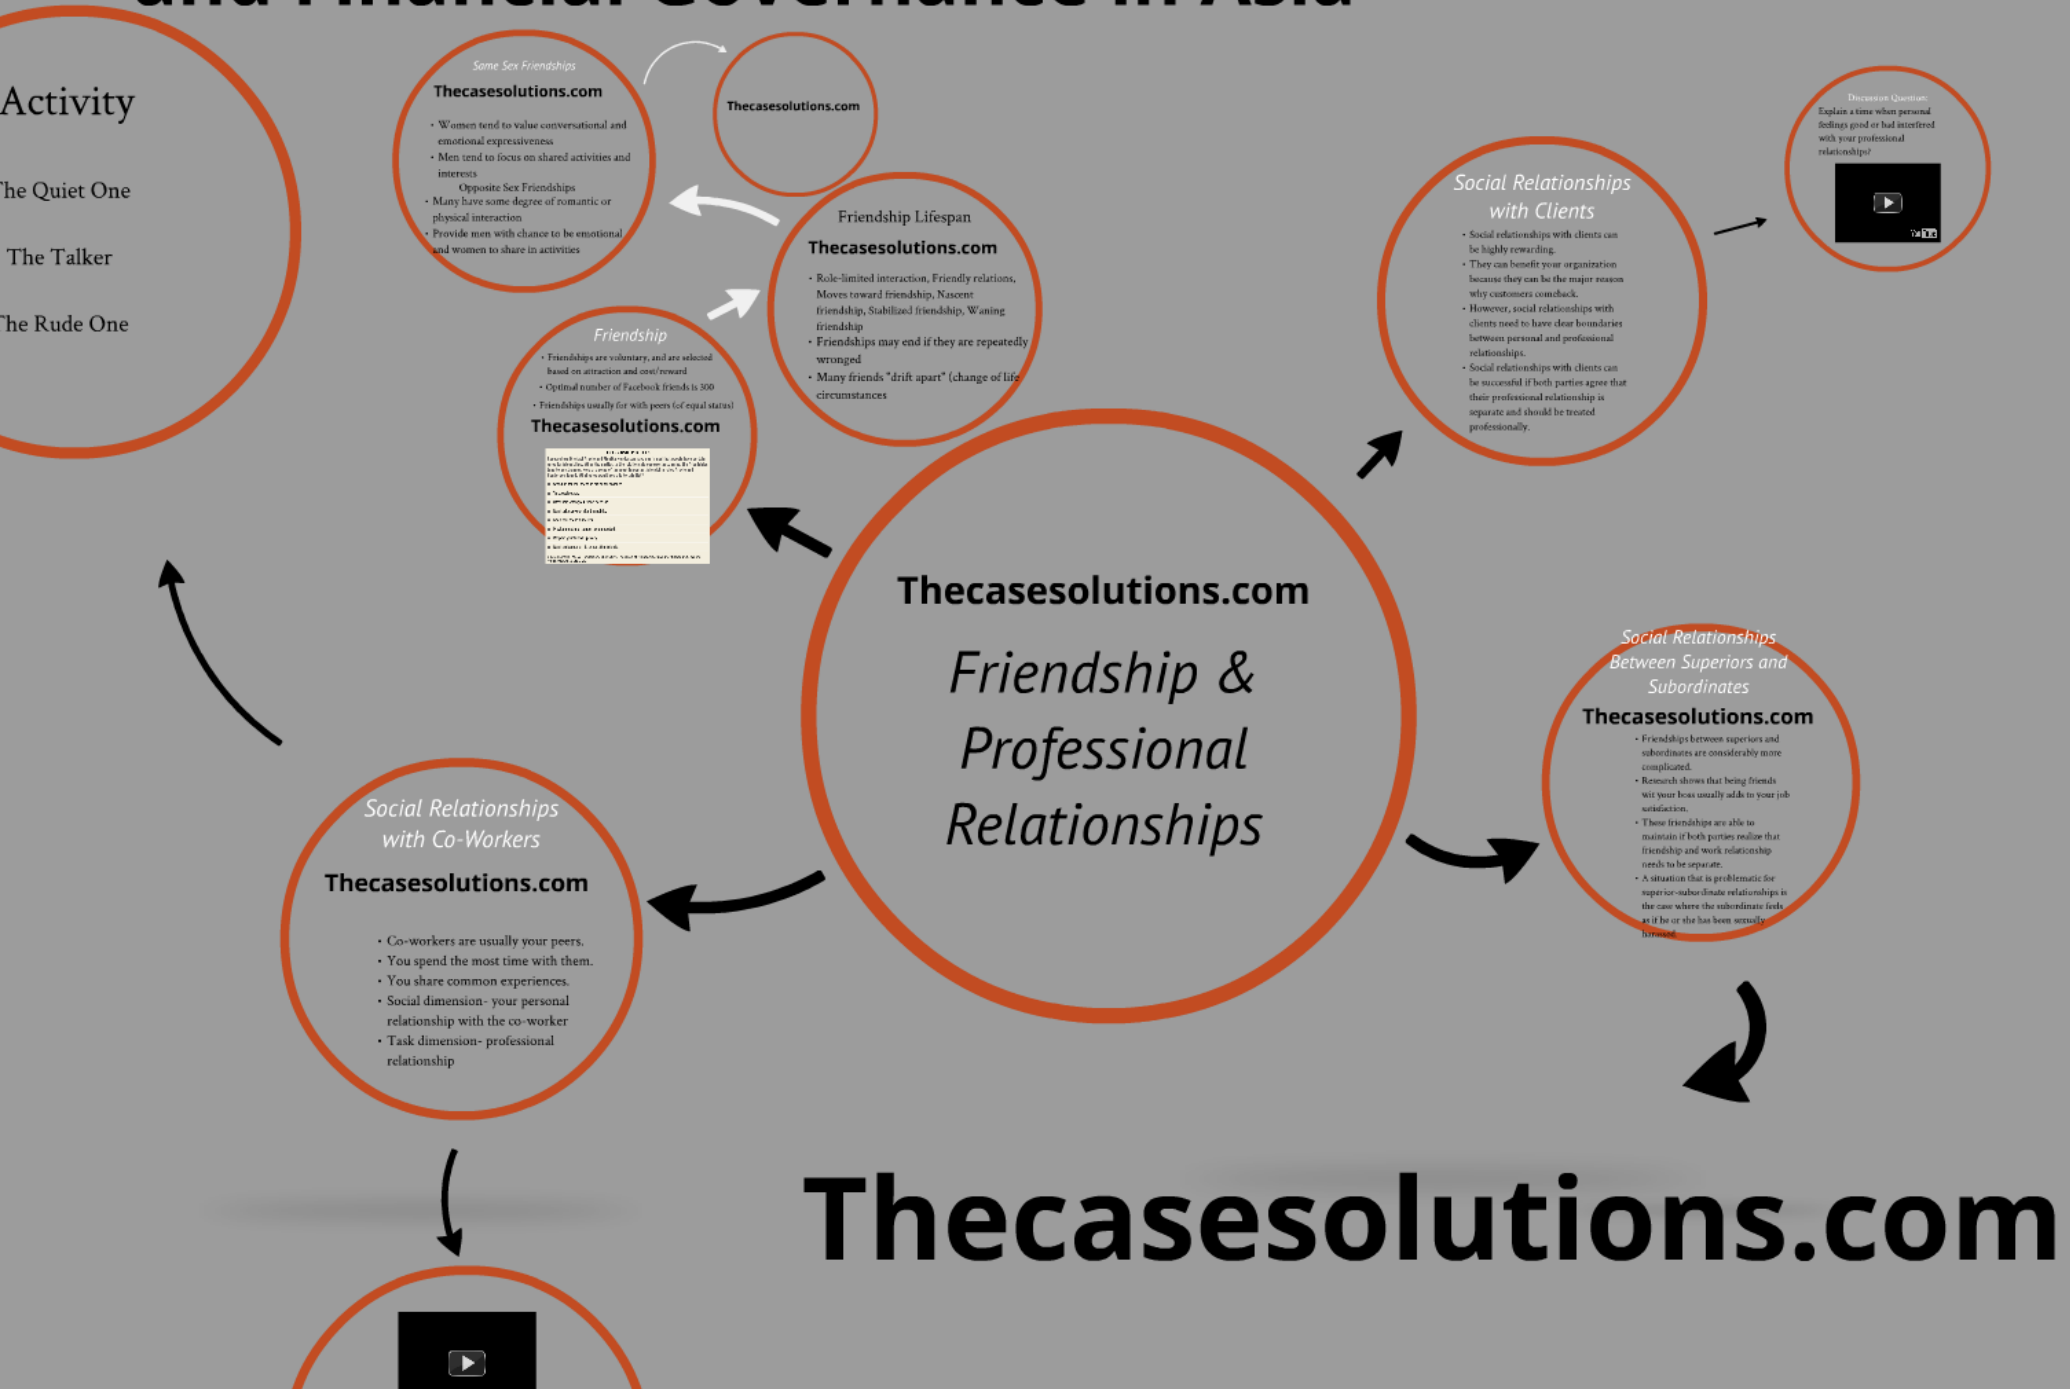 and Financial Governance in Asia
Activity
The Quiet One
The Talker
The Rude One
Same Sex Friendships
Thecasesolutions.com
• Women tend to value conversational and
emotional expressiveness
• Men tend to focus on shared activities and
interests
Opposite Sex Friendships
• Many have some degree of romantic or
physical interaction
• Provide men with chance to be emotional
and women to share in activities
Thecasesolutions.com
Friendship Lifespan
Thecasesolutions.com
• Role-limited interaction, Friendly relations,
Moves toward friendship, Nascent
friendship, Stabilized friendship, Waning
friendship
• Friendships may end if they are repeatedly
wronged
• Many friends "drift apart" (change of life
circumstances
Friendship
• Friendships are voluntary, and are selected
based on attraction and cost/reward
• Optimal number of Facebook friends is 300
• Friendships usually for with peers (of equal status)
Thecasesolutions.com
Social Relationships
with Clients
• Social relationships with clients can
be highly rewarding.
• They can benefit your organization
because they can be the major reason
why customers comeback.
• However, social relationships with
clients need to have clear boundaries
between personal and professional
relationships.
• Social relationships with clients can
be successful if both parties agree that
their professional relationship is
separate and should be treated
professionally.
Discussion Question:
Explain a time when personal
feelings good or bad interfered
with your professional
relationships?
YouTube
Thecasesolutions.com
Friendship &
Professional
Relationships
Social Relationships
Between Superiors and
Subordinates
Thecasesolutions.com
• Friendships between superiors and
subordinates are considerably more
complicated.
• Research shows that being friends
wit your boss usually adds to your job
satisfaction.
• These friendships are able to
maintain if both parties realize that
friendship and work relationship
needs to be separate.
• A situation that is problematic for
superior-subordinate relationships is
the case where the subordinate feels
as if he or she has been sexually
harassed.
Social Relationships
with Co-Workers
Thecasesolutions.com
• Co-workers are usually your peers.
• You spend the most time with them.
• You share common experiences.
• Social dimension- your personal
relationship with the co-worker
• Task dimension- professional
relationship
Thecasesolutions.com